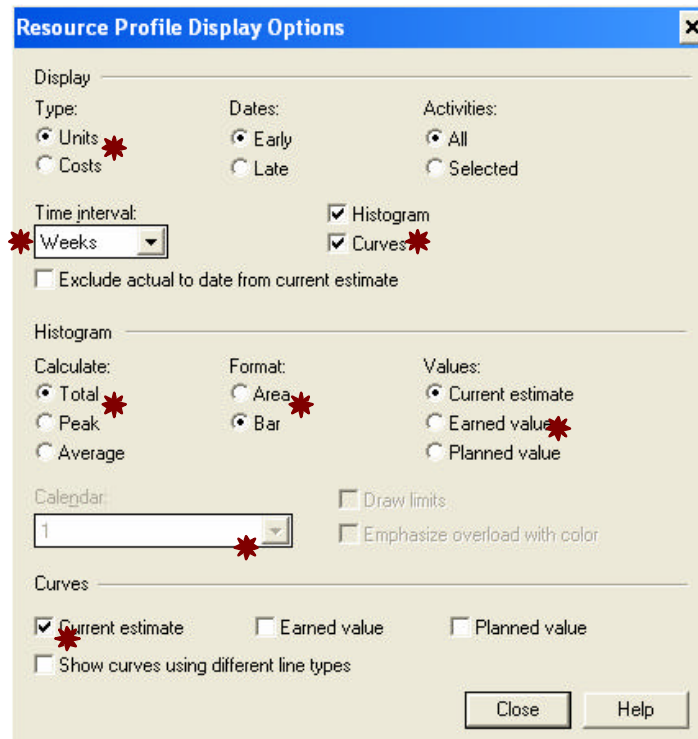 Resource Profile Display Options
Display
Type: Dates: Activities:
Units Early All
Costs Late Selected
Time interval: Histogram
Weeks Curves
Exclude actual to date from current estimate
Histogram
Calculate: Format: Values:
Total Area Current estimate
Peak Bar Earned value
Average Planned value
Calendar: Draw limits
1 Emphasize overload with color
Curves
Current estimate Earned value Planned value
Show curves using different line types
Close Help